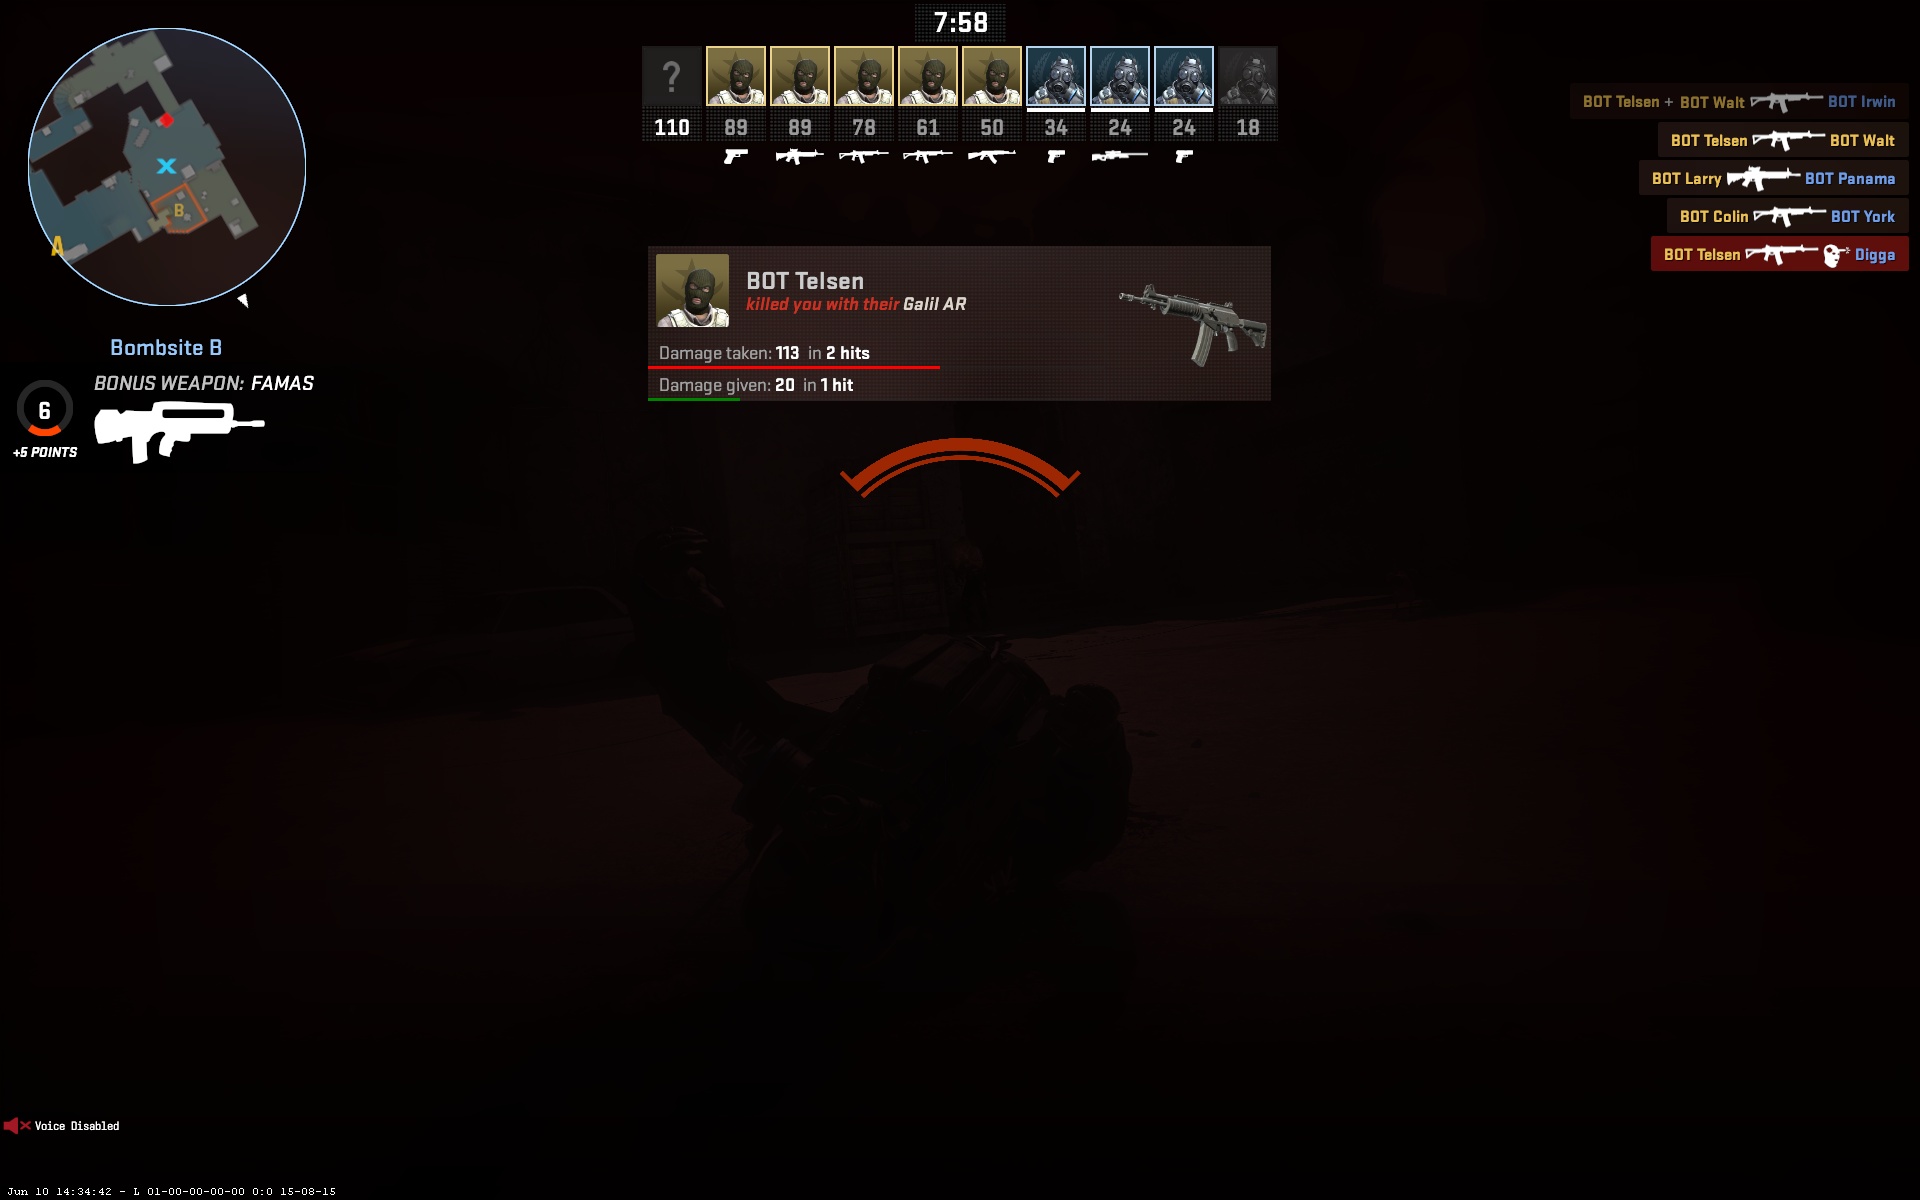 7:58
?
110 89 89 78 61 50 34 24 24 18
BOT Telsen + BOT Walt BOT Irwin
BOT Telsen BOT Walt
BOT Larry BOT Panama
BOT Colin BOT York
BOT Telsen Digga
B
A
BOT Telsen
killed you with their Galil AR
Damage taken: 113 in 2 hits
Damage given: 20 in 1 hit
Bombsite B
BONUS WEAPON: FAMAS
6
+5 POINTS
Voice Disabled
Jun 10 14:34:42 - L 01-00-00-00-00 0:0 15-08-15